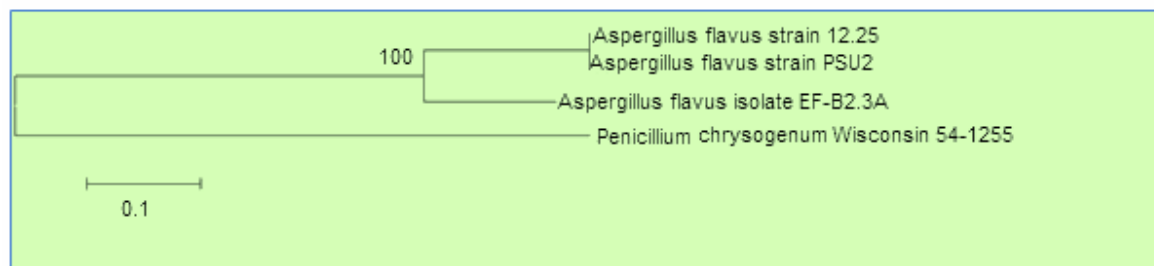 Aspergillus flavus strain 12.25
100
Aspergillus flavus strain PSU2
Aspergillus flavus isolate EF-B2.3A
Penicillium chrysogenum Wisconsin 54-1255
0.1